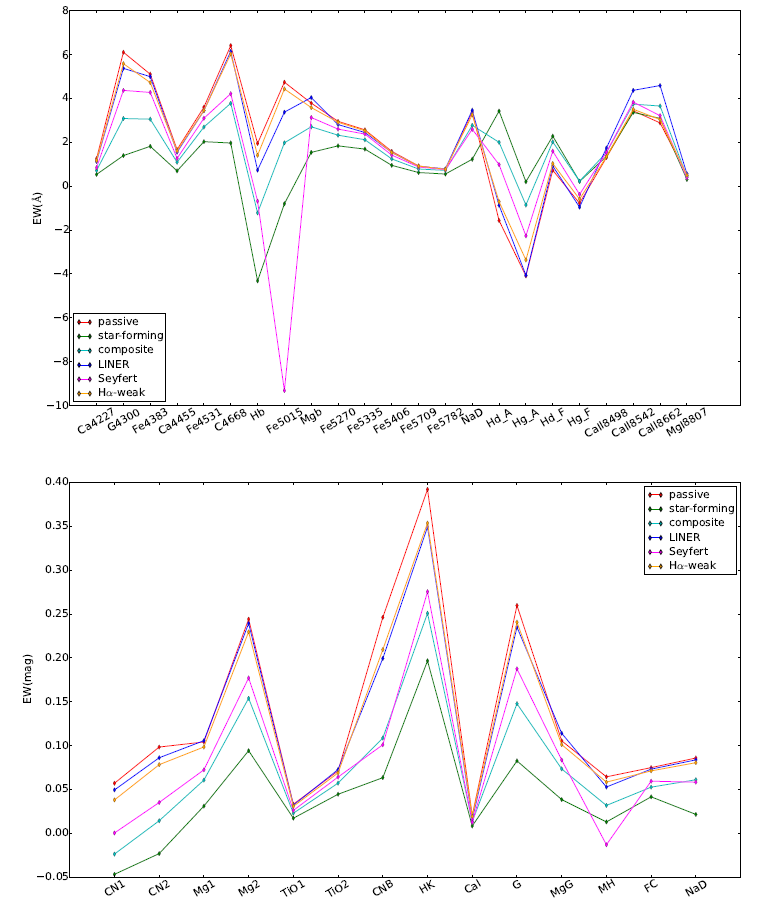 8
6
4
2
0
−2
−4
−6
−8
−10
EW(Å)
passive
star-forming
composite
LINER
Seyfert
Hα-weak
Ca4227
G4300
Fe4383
Ca4455
Fe4531
C4668
Hb
Fe5015
Mgb
Fe5270
Fe5335
Fe5406
Fe5709
Fe5782
NaD
Hd_A
Hg_A
Hd_F
Hg_F
CaII8498
CaII8542
CaII8662
MgI8807
0.40
0.35
0.30
0.25
0.20
0.15
0.10
0.05
0.00
−0.05
EW(mag)
passive
star-forming
composite
LINER
Seyfert
Hα-weak
CN1
CN2
Mg1
Mg2
TiO1
TiO2
CNB
HK
CaI
G
MgG
MH
FC
NaD